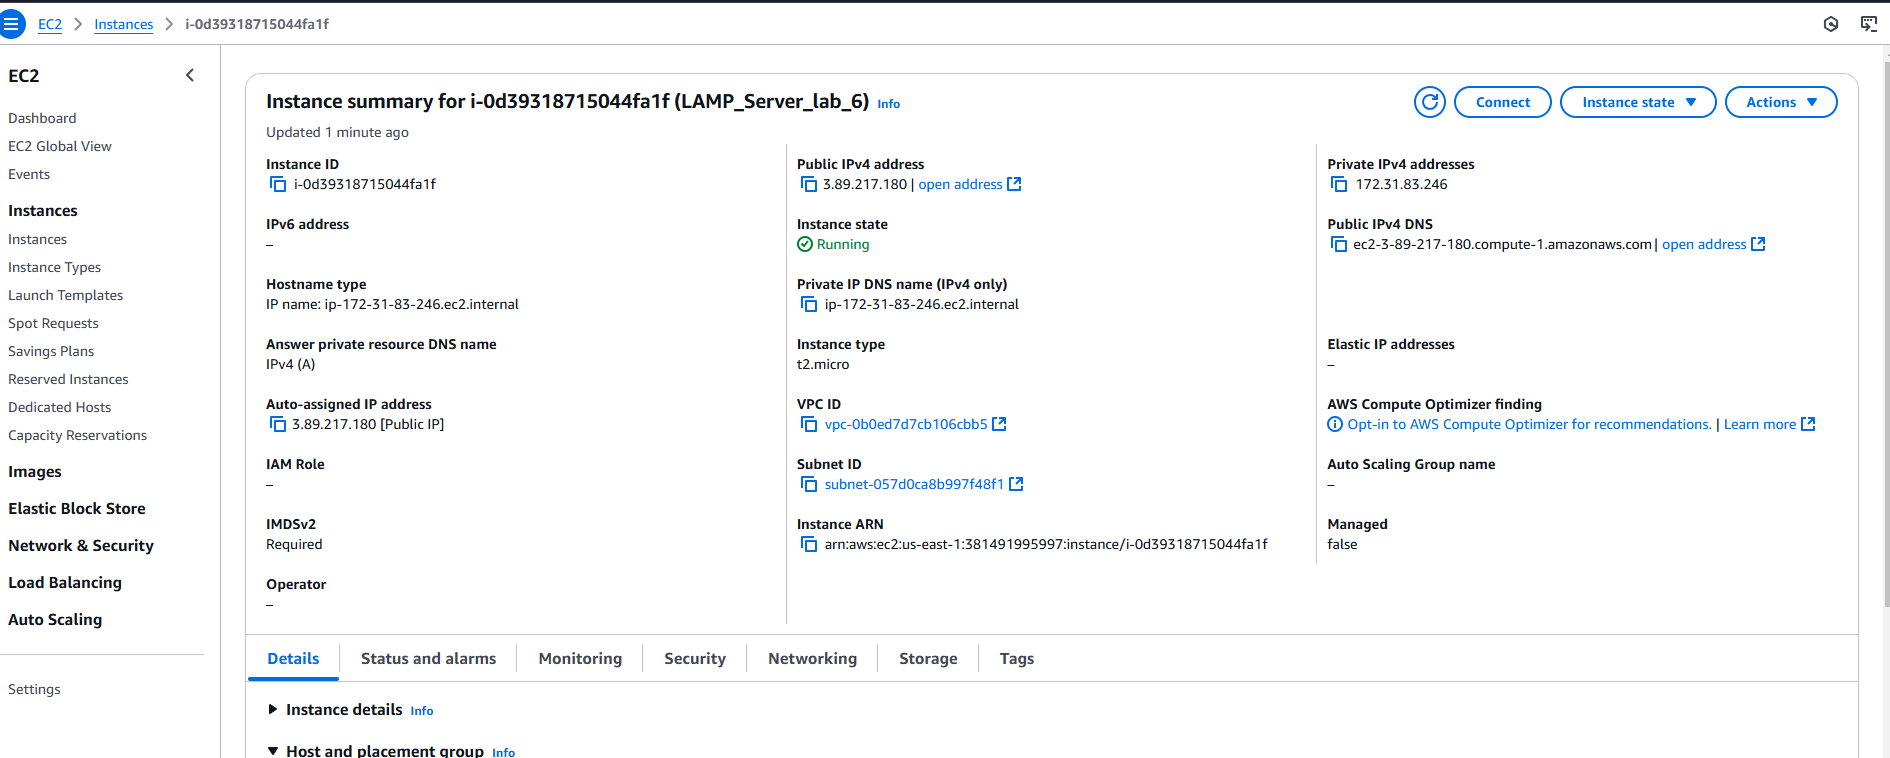 EC2 > Instances > i-0d39318715044fa1f
EC2
Dashboard
EC2 Global View
Events
Instances
Instances
Instance Types
Launch Templates
Spot Requests
Savings Plans
Reserved Instances
Dedicated Hosts
Capacity Reservations
Images
Elastic Block Store
Network & Security
Load Balancing
Auto Scaling
Settings
Instance summary for i-0d39318715044fa1f (LAMP_Server_lab_6) Info
Connect
Instance state
Actions
Updated 1 minute ago
Instance ID
i-0d39318715044fa1f
Public IPv4 address
3.89.217.180 | open address
Private IPv4 addresses
172.31.83.246
IPv6 address
–
Instance state
Running
Public IPv4 DNS
ec2-3-89-217-180.compute-1.amazonaws.com | open address
Hostname type
IP name: ip-172-31-83-246.ec2.internal
Private IP DNS name (IPv4 only)
ip-172-31-83-246.ec2.internal
Answer private resource DNS name
IPv4 (A)
Instance type
t2.micro
Elastic IP addresses
–
Auto-assigned IP address
3.89.217.180 [Public IP]
VPC ID
vpc-0b0ed7d7cb106cbb5
AWS Compute Optimizer finding
Opt-in to AWS Compute Optimizer for recommendations. | Learn more
IAM Role
–
Subnet ID
subnet-057d0ca8b997f48f1
Auto Scaling Group name
–
IMDSv2
Required
Instance ARN
arn:aws:ec2:us-east-1:381491995997:instance/i-0d39318715044fa1f
Managed
false
Operator
–
Details
Status and alarms
Monitoring
Security
Networking
Storage
Tags
Instance details Info
Host and placement group Info